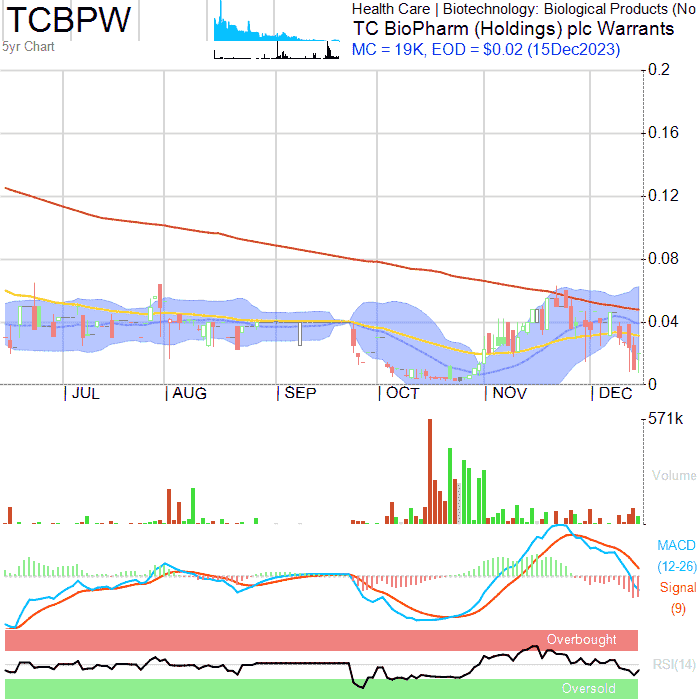 TCBPW
5yr Chart
Health Care | Biotechnology: Biological Products (No
TC BioPharm (Holdings) plc Warrants
MC = 19K, EOD = $0.02 (15Dec2023)
0.2
0.16
0.12
0.08
0.04
0
JUL AUG SEP OCT NOV DEC
571k
Volume
MACD
(12-26)
Signal
(9)
Overbought
RSI(14)
Oversold